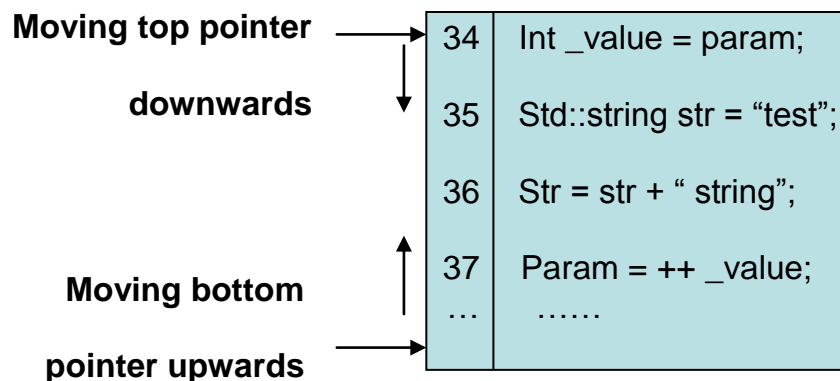 Moving top pointer
downwards
34 Int _value = param;
35 Std::string str = “test”;
36 Str = str + “ string”;
37 Param = ++ _value;
… ……
Moving bottom
pointer upwards